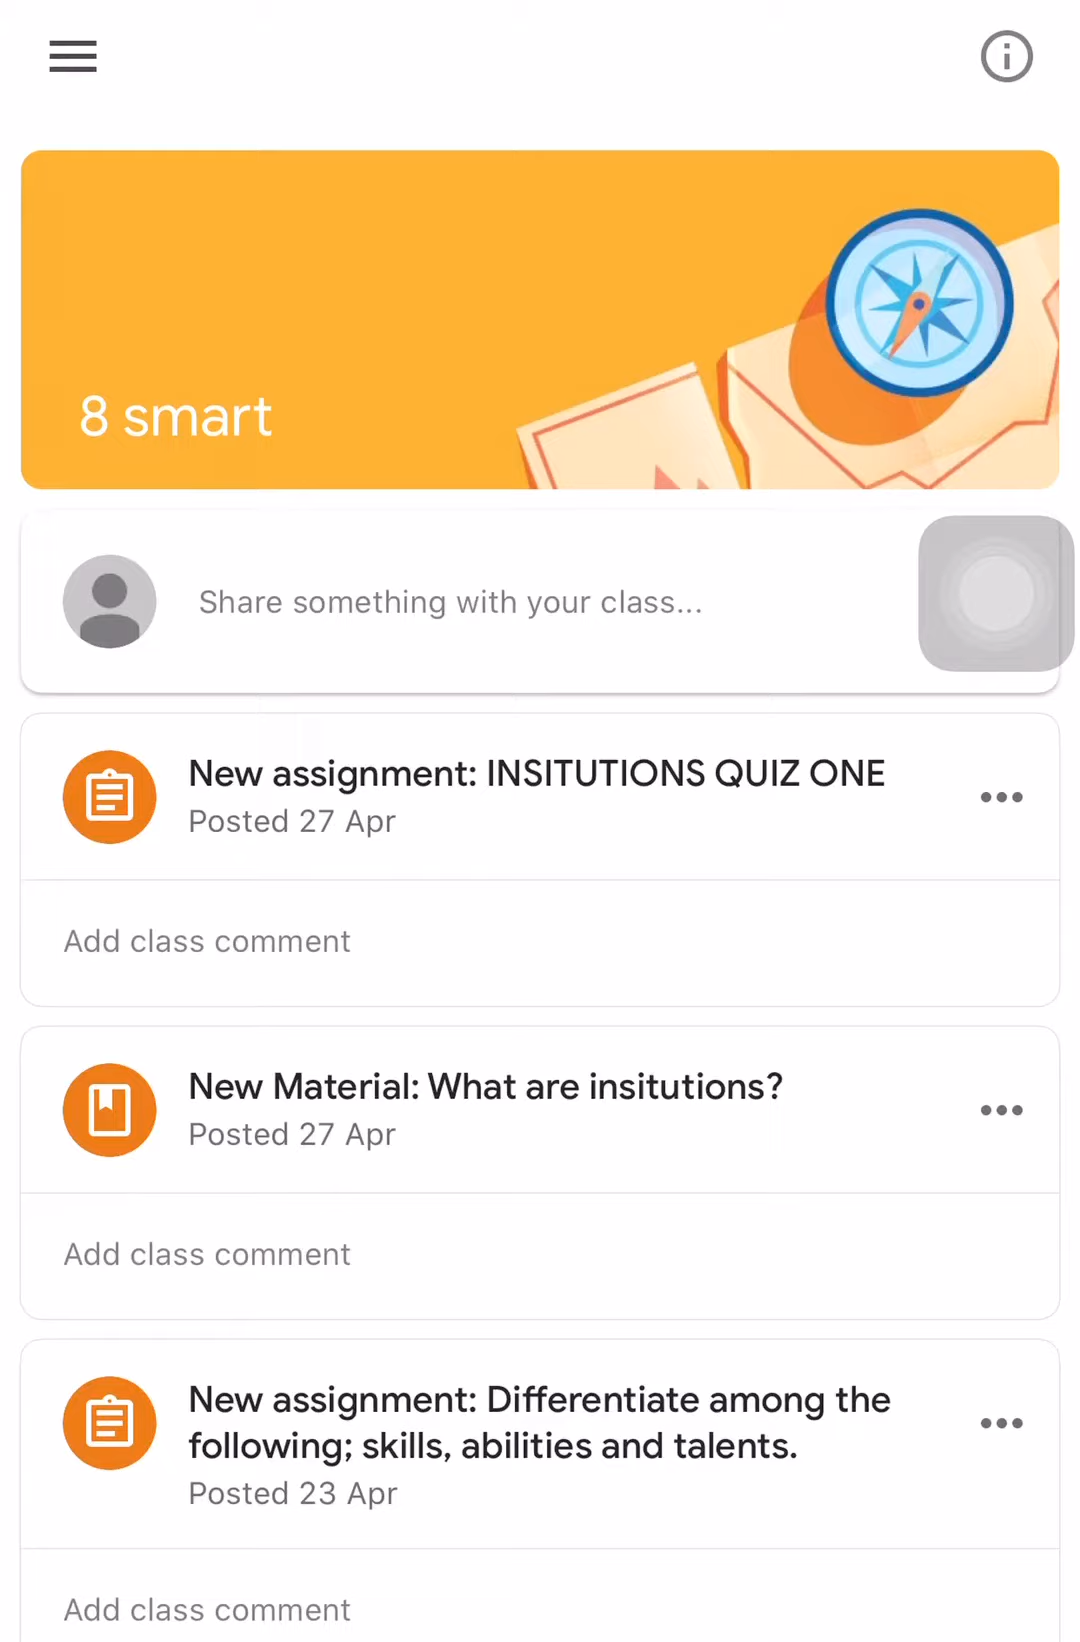 8 smart
Share something with your class...
New assignment: INSITUTIONS QUIZ ONE
Posted 27 Apr
Add class comment
New Material: What are insitutions?
Posted 27 Apr
Add class comment
New assignment: Differentiate among the
following; skills, abilities and talents.
Posted 23 Apr
Add class comment